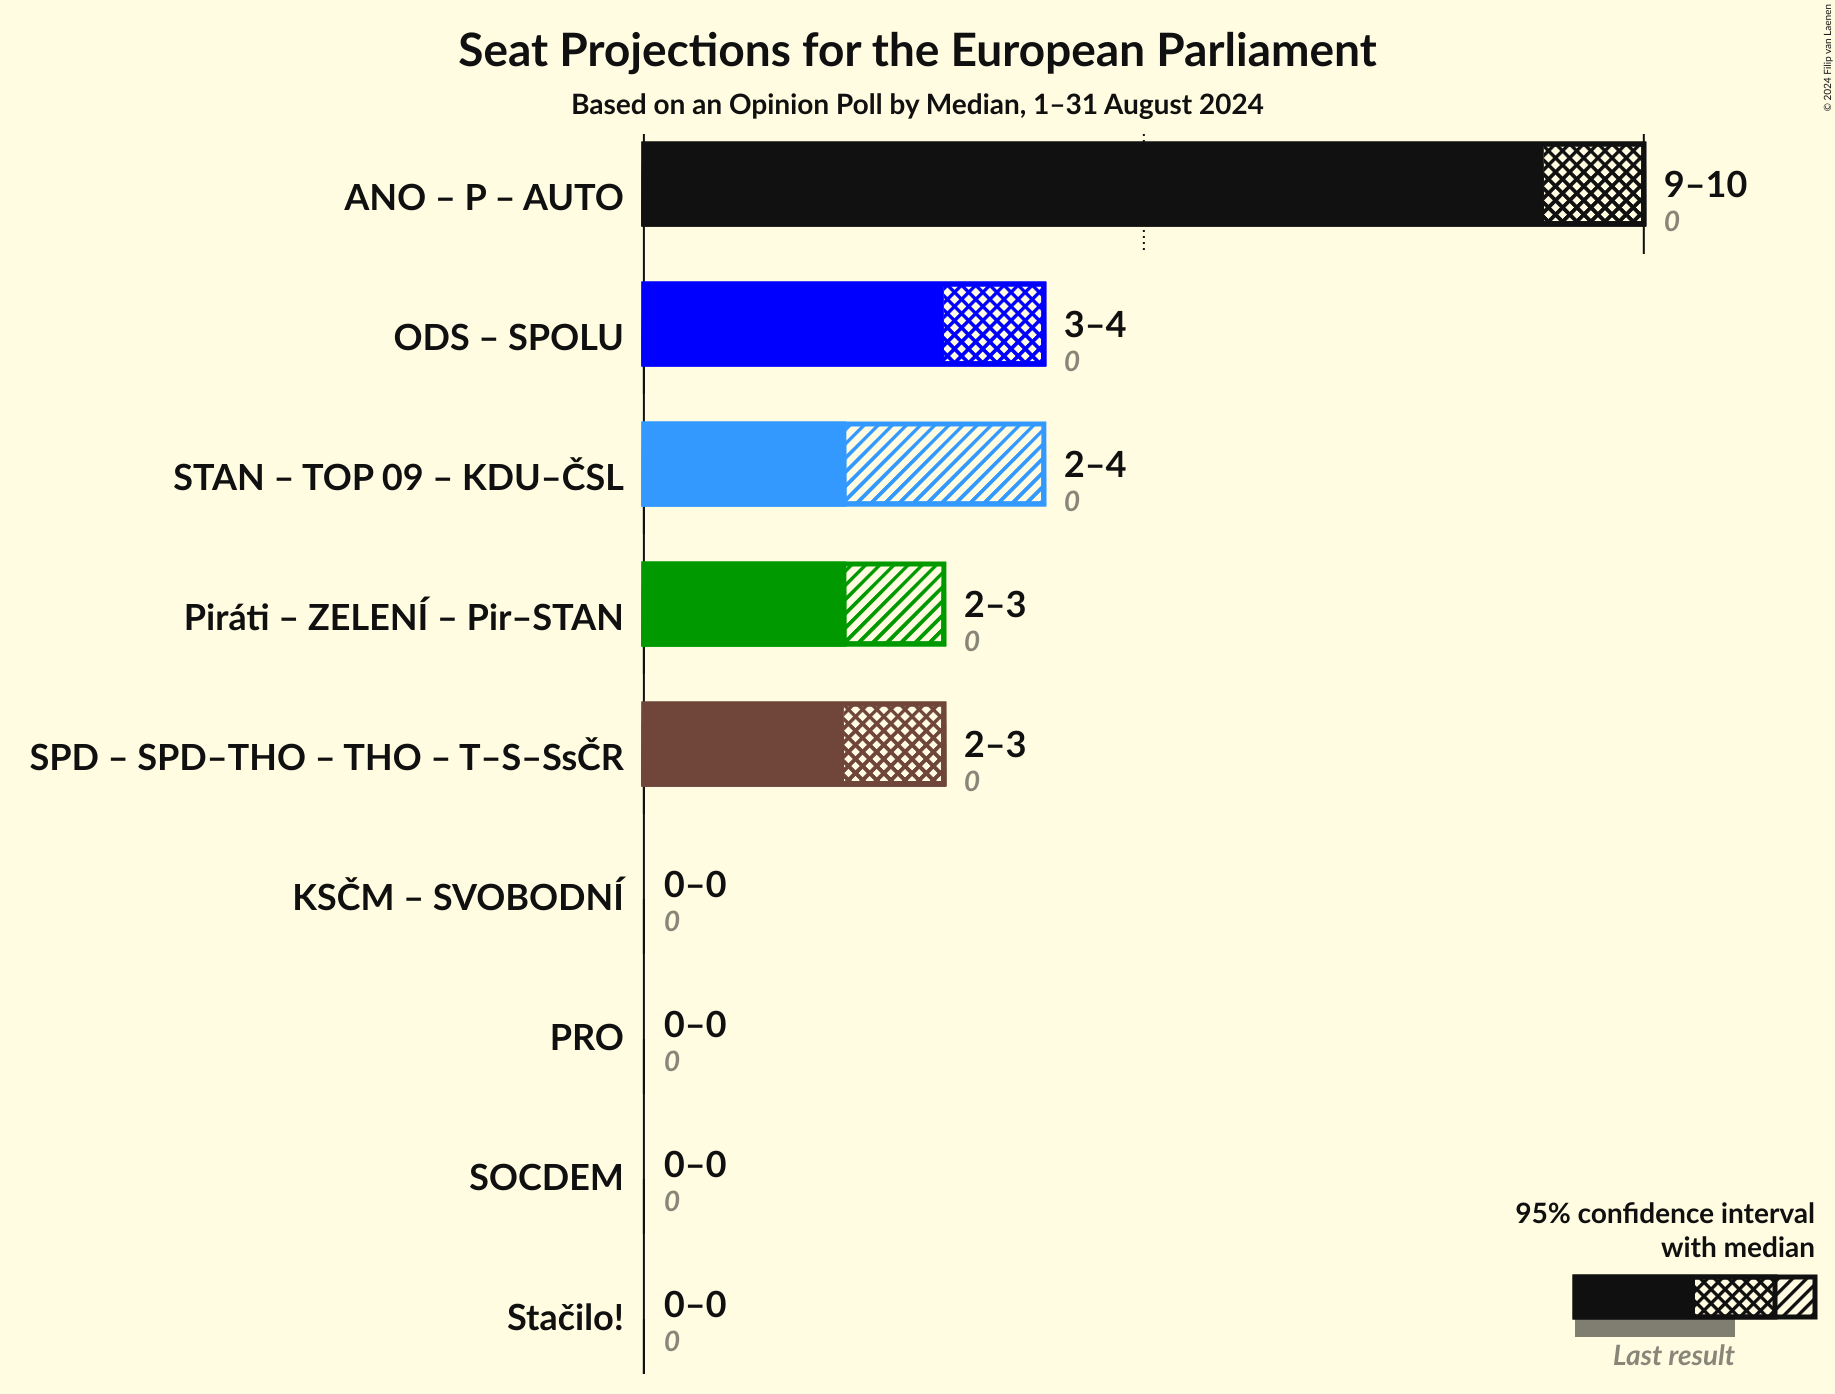 Seat Projections for the European Parliament
Based on an Opinion Poll by Median, 1–31 August 2024
© 2024 Filip van Laenen
ANO – P – AUTO
9–10
0
ODS – SPOLU
3–4
0
STAN – TOP 09 – KDU–ČSL
2–4
0
Piráti – ZELENÍ – Pir–STAN
2–3
0
SPD – SPD–THO – THO – T–S–SsČR
2–3
0
KSČM – SVOBODNÍ
0–0
0
PRO
0–0
0
SOCDEM
0–0
0
Stačilo!
0–0
0
95% confidence interval
with median
Last result